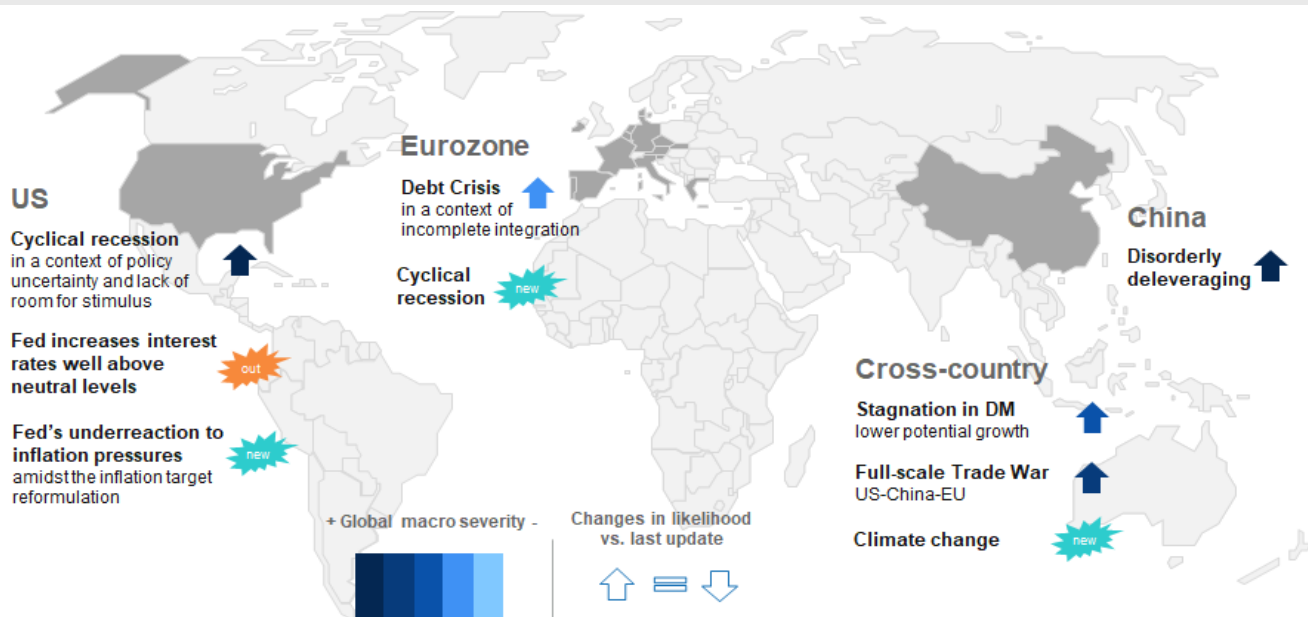 US
Cyclical recession
in a context of policy
uncertainty and lack of
room for stimulus
Fed increases interest
rates well above
neutral levels
out
Fed's underreaction to
inflation pressures
amidst the inflation target
reformulation
new
Eurozone
Debt Crisis
in a context of
incomplete integration
Cyclical
recession
new
China
Disorderly
deleveraging
Cross-country
Stagnation in DM
lower potential growth
Full-scale Trade War
US-China-EU
Climate change
new
+ Global macro severity -
Changes in likelihood
vs. last update